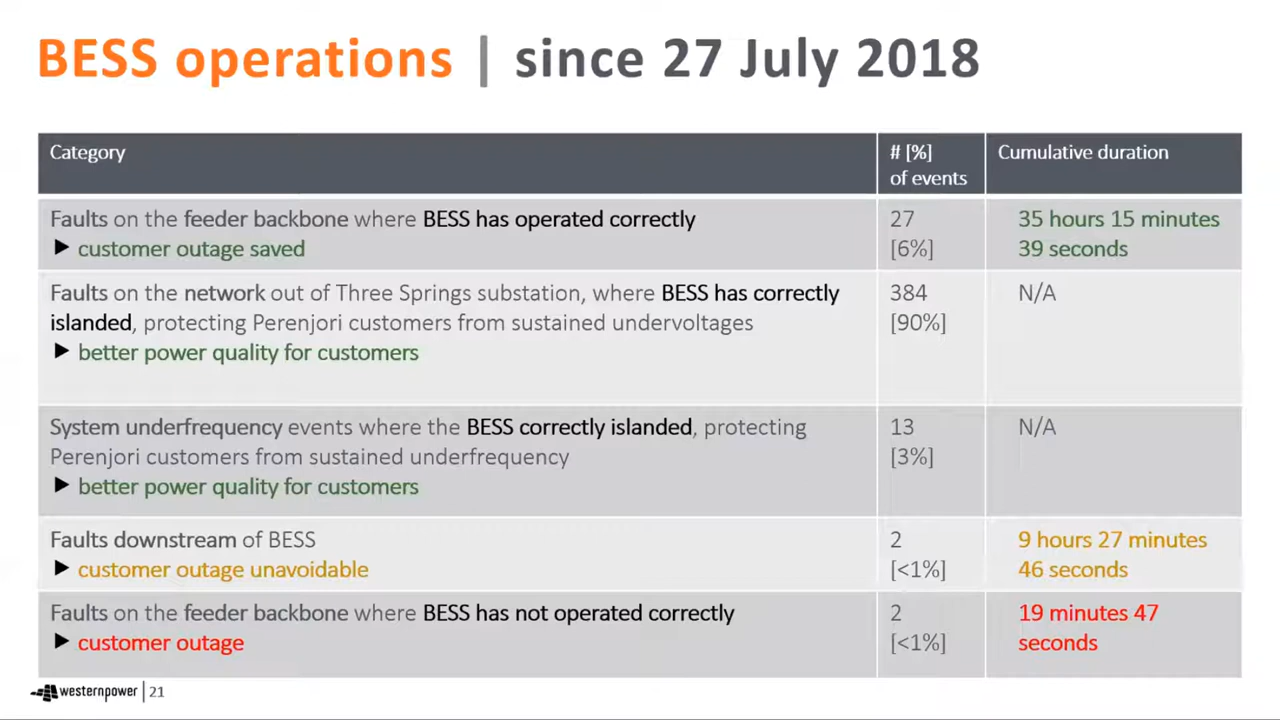 BESS operations | since 27 July 2018
Category
# [%]
of events
Cumulative duration
Faults on the feeder backbone where BESS has operated correctly
▶ customer outage saved
27
[6%]
35 hours 15 minutes
39 seconds
Faults on the network out of Three Springs substation, where BESS has correctly
islanded, protecting Perenjori customers from sustained undervoltages
▶ better power quality for customers
384
[90%]
N/A
System underfrequency events where the BESS correctly islanded, protecting
Perenjori customers from sustained underfrequency
▶ better power quality for customers
13
[3%]
N/A
Faults downstream of BESS
▶ customer outage unavoidable
2
[<1%]
9 hours 27 minutes
46 seconds
Faults on the feeder backbone where BESS has not operated correctly
▶ customer outage
2
[<1%]
19 minutes 47
seconds
westernpower | 21